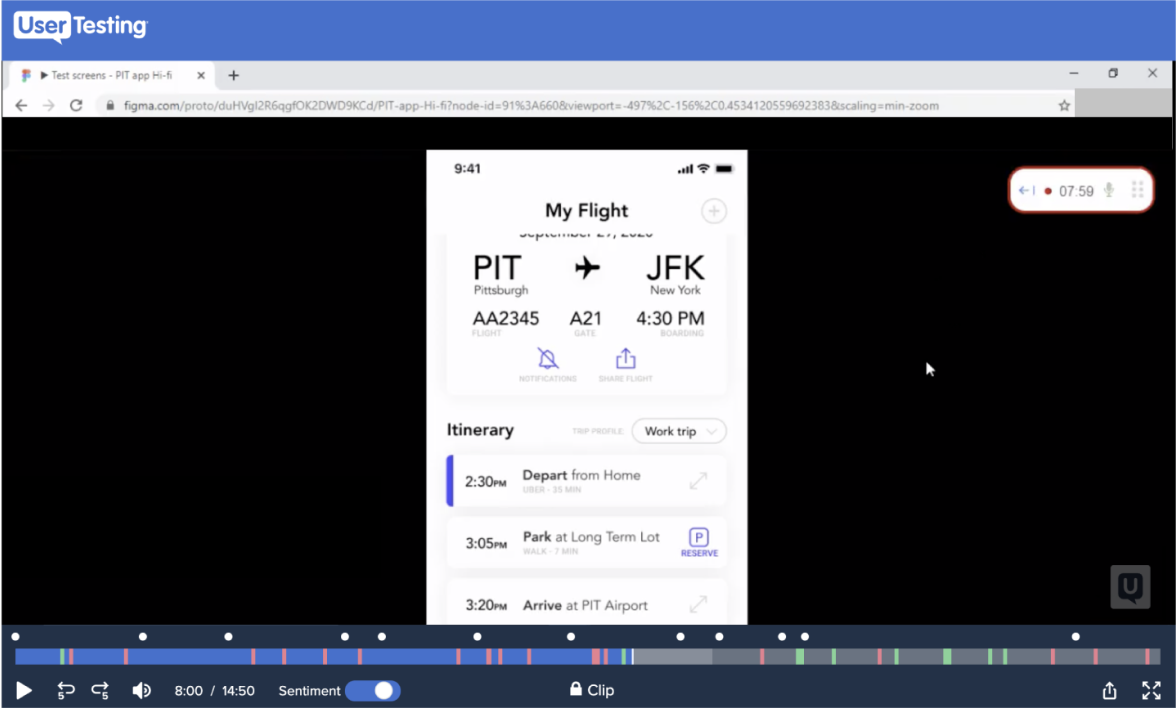 UserTesting
Test screens - PIT app Hi-fi
figma.com/proto/duHVgI2R6qgfOK2DWD9KCd/PIT-app-Hi-fi?node-id=91%3A660&viewport=-497%2C-156%2C0.4534120559692383&scaling=min-zoom
9:41
07:59
My Flight
September 27, 2020
PIT JFK
Pittsburgh New York
AA2345 A21 4:30 PM
FLIGHT GATE BOARDING
NOTIFICATIONS SHARE FLIGHT
Itinerary TRIP PROFILE Work trip
2:30PM Depart from Home
UBER - 35 MIN
3:05PM Park at Long Term Lot P
WALK - 7 MIN RESERVE
3:20PM Arrive at PIT Airport
U
5 5 8:00 / 14:50 Sentiment Clip